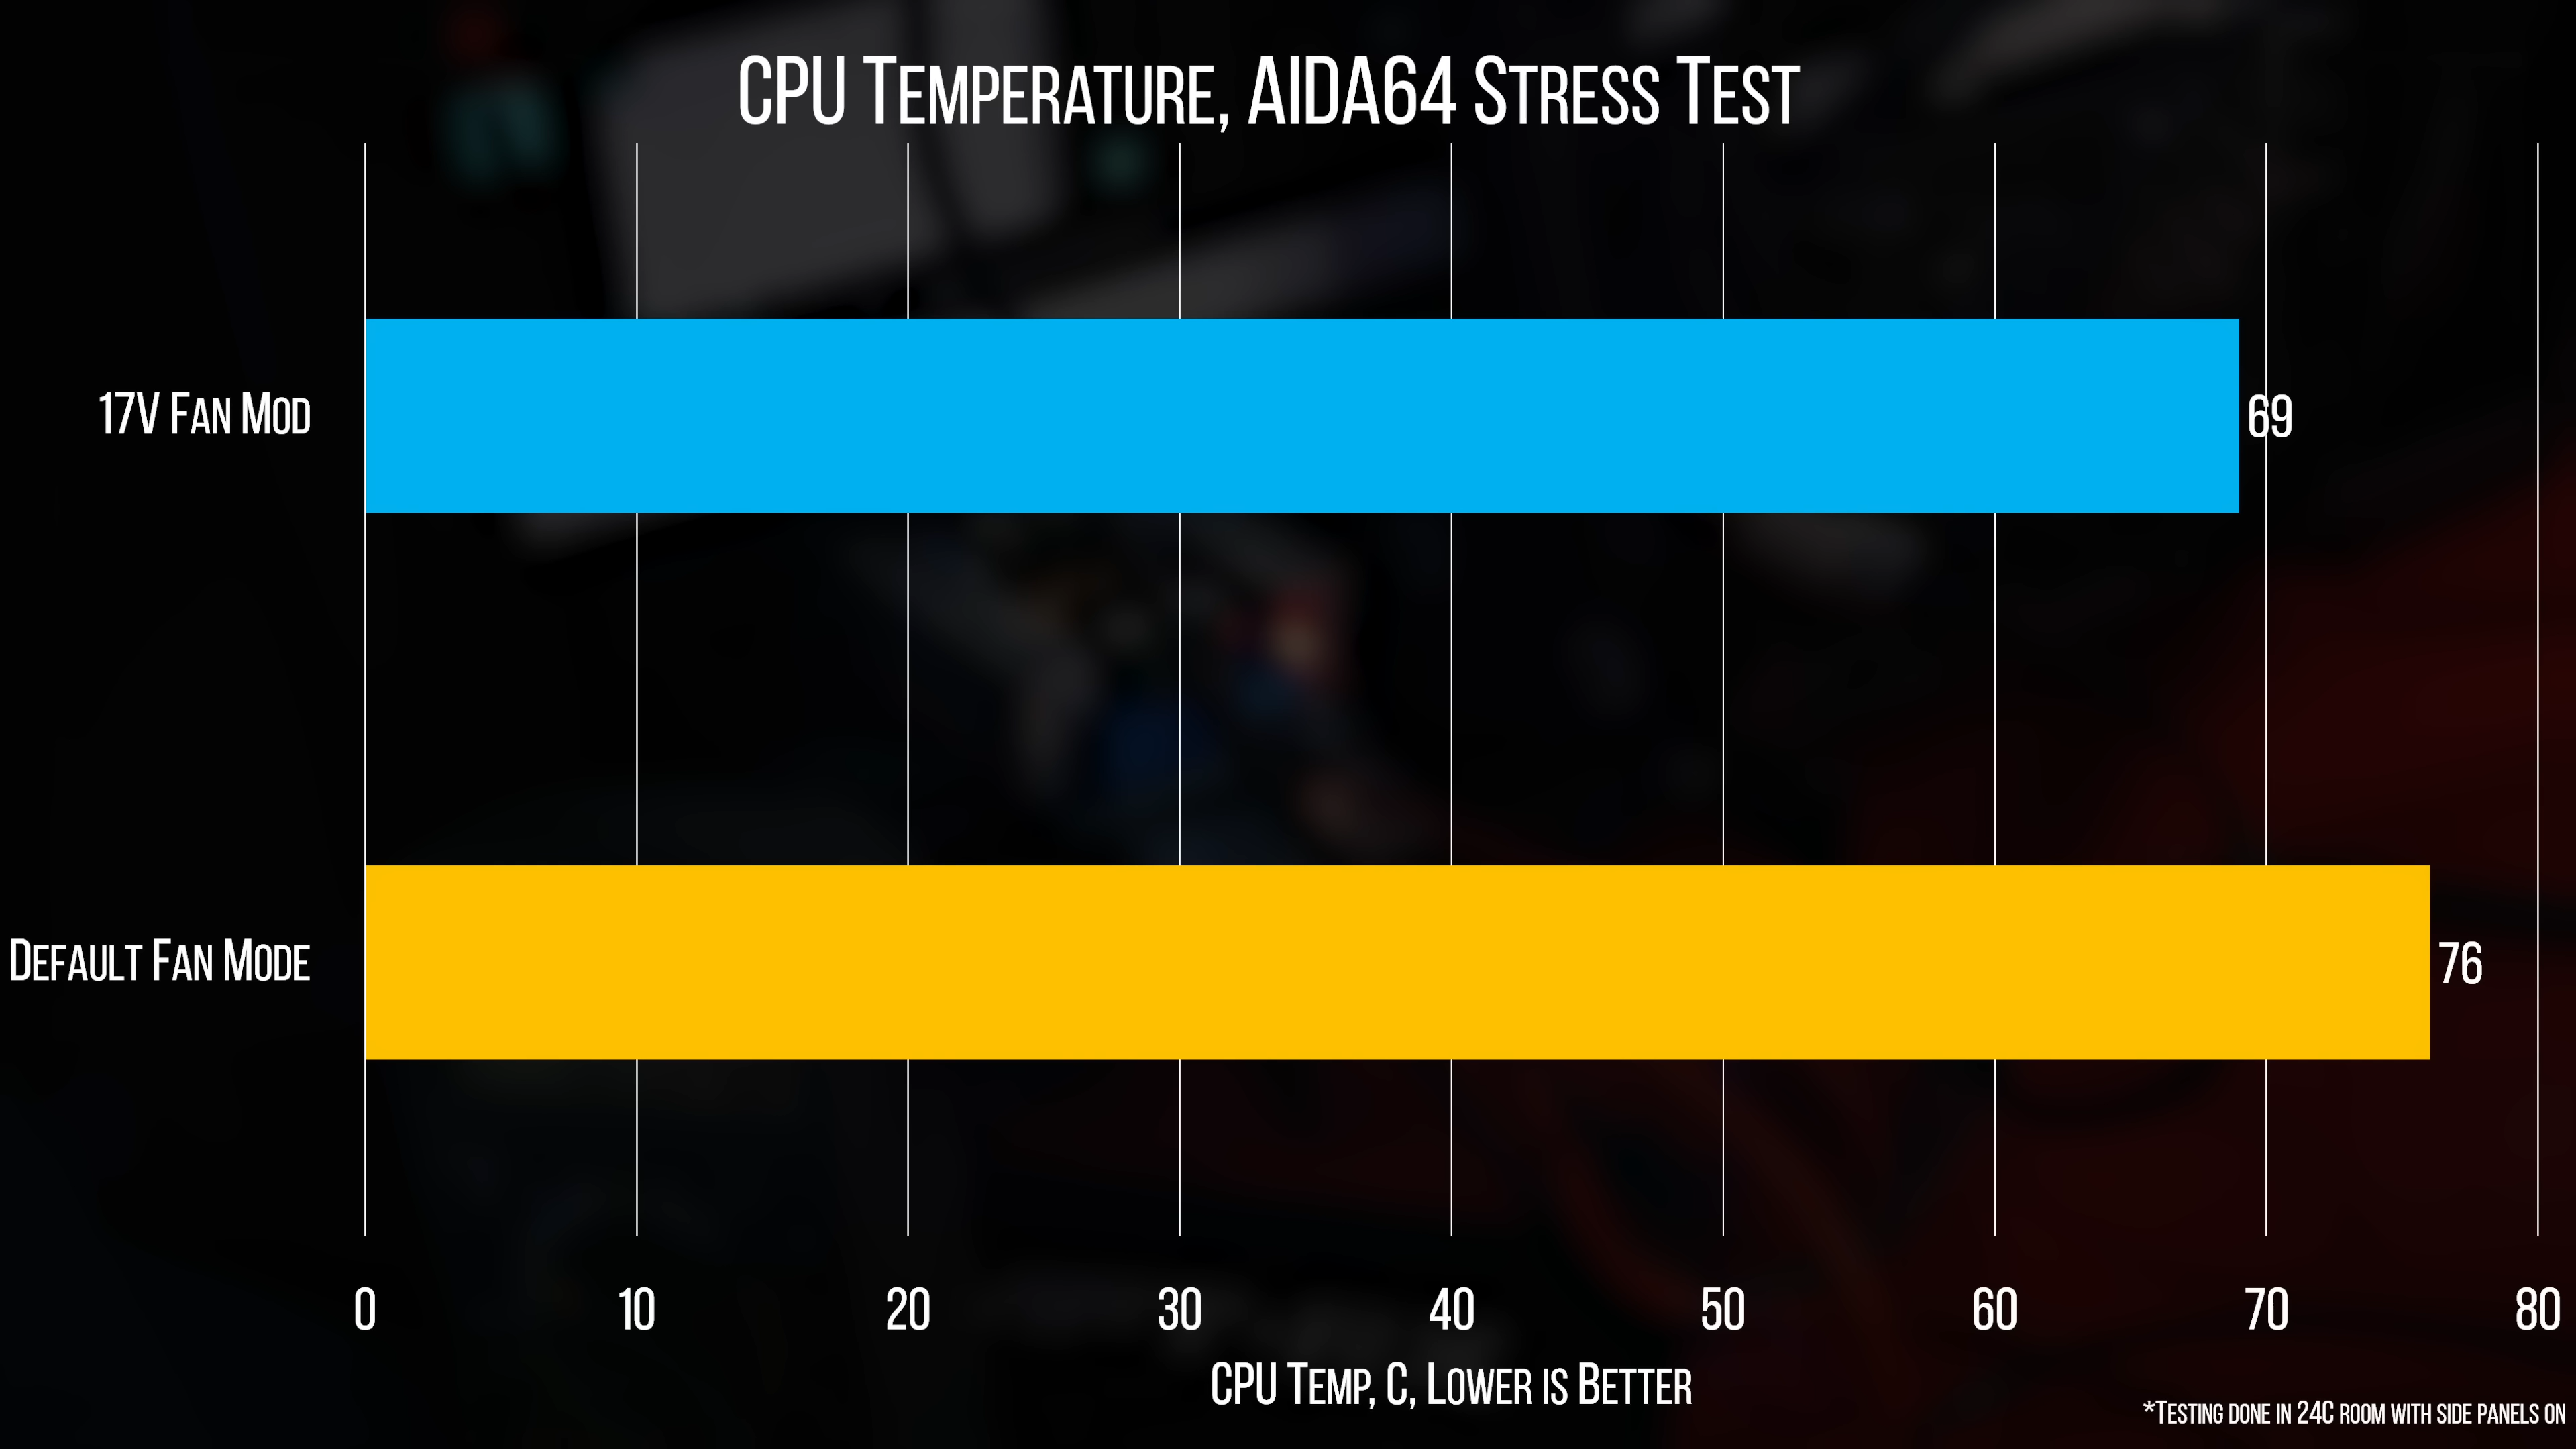 CPU Temperature, AIDA64 Stress Test
17V Fan Mod
69
Default Fan Mode
76
0 10 20 30 40 50 60 70 80
CPU Temp, C, Lower is Better
*Testing done in 24C room with side panels on